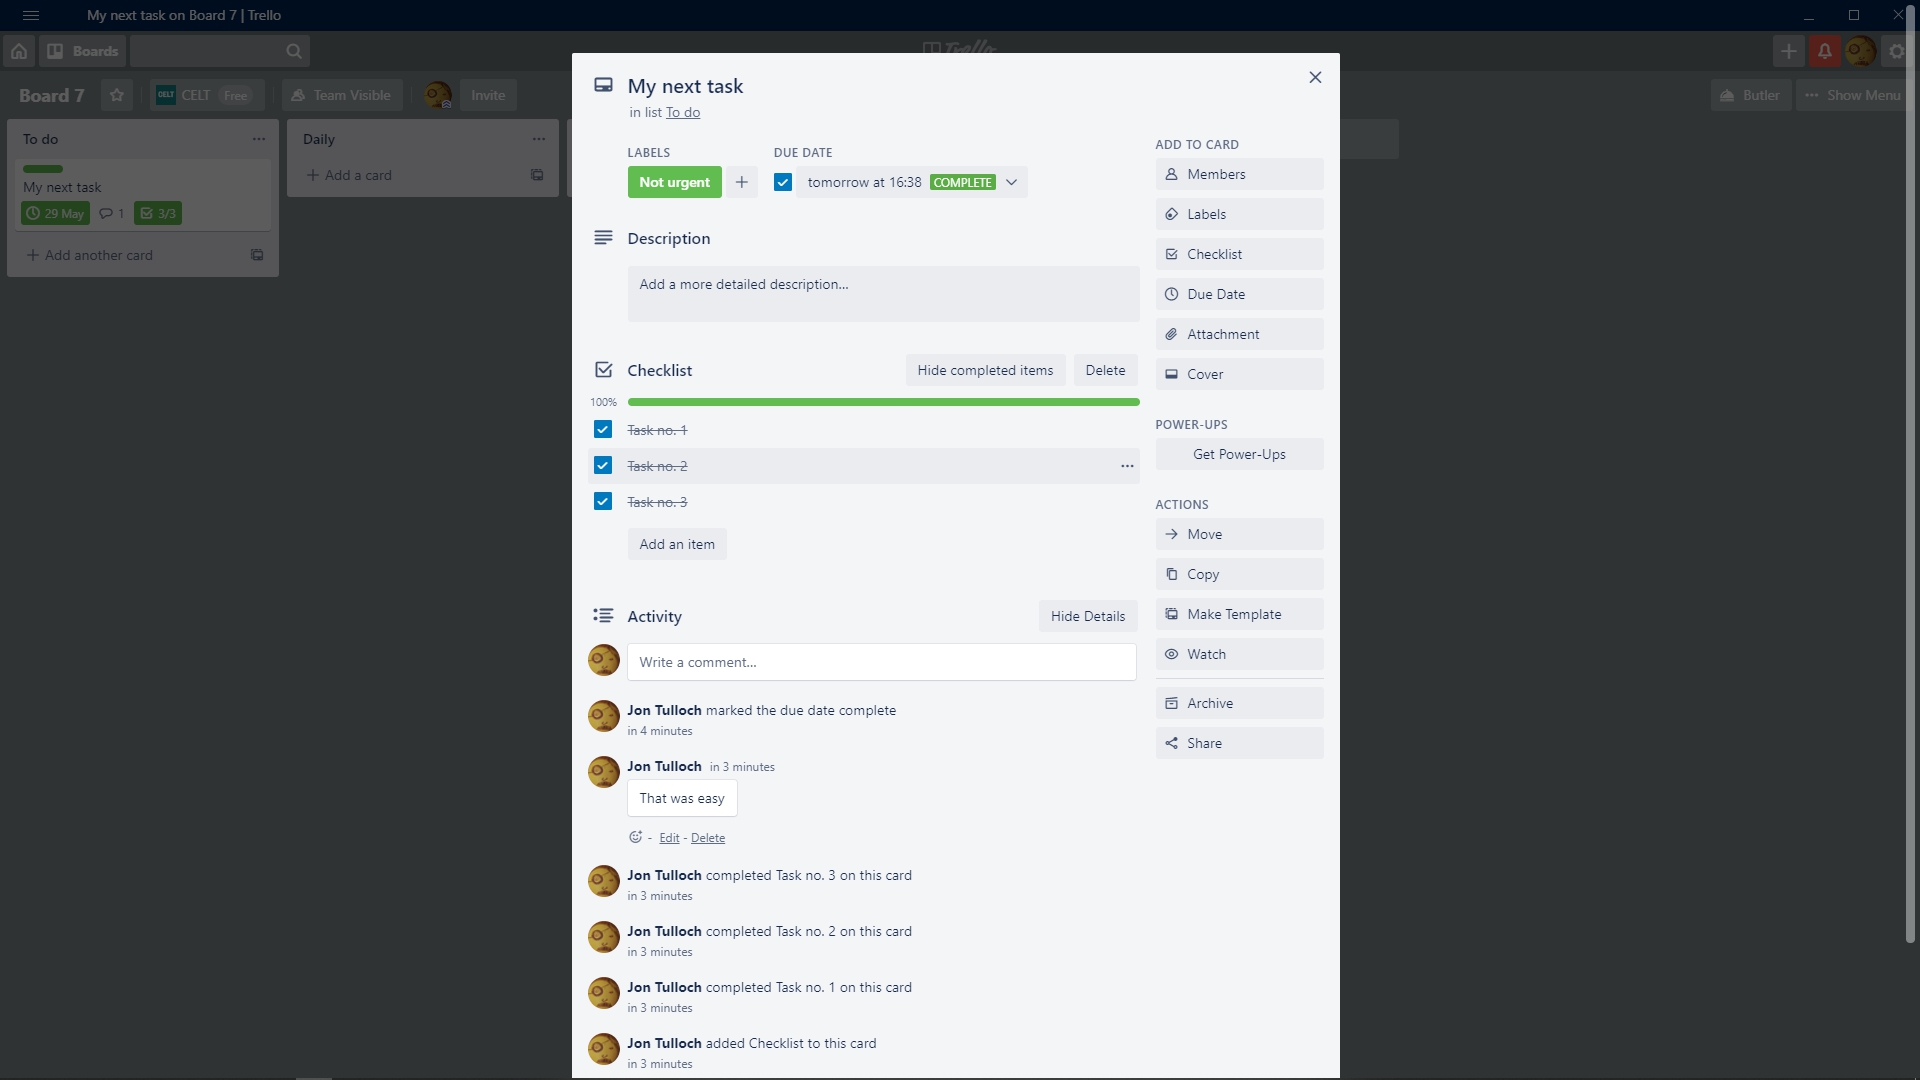 My next task on Board 7 | Trello
Boards
Trello
Board 7
CELT CELT Free
Team Visible
Invite
Butler
Show Menu
To do
My next task
29 May 1 3/3
Add another card
Daily
Add a card
My next task
in list To do
LABELS
Not urgent
DUE DATE
tomorrow at 16:38 COMPLETE
Description
Add a more detailed description...
Checklist
Hide completed items
Delete
100%
Task no. 1
Task no. 2
Task no. 3
Add an item
Activity
Hide Details
Write a comment...
Jon Tulloch marked the due date complete
in 4 minutes
Jon Tulloch in 3 minutes
That was easy
- Edit - Delete
Jon Tulloch completed Task no. 3 on this card
in 3 minutes
Jon Tulloch completed Task no. 2 on this card
in 3 minutes
Jon Tulloch completed Task no. 1 on this card
in 3 minutes
Jon Tulloch added Checklist to this card
in 3 minutes
ADD TO CARD
Members
Labels
Checklist
Due Date
Attachment
Cover
POWER-UPS
Get Power-Ups
ACTIONS
Move
Copy
Make Template
Watch
Archive
Share